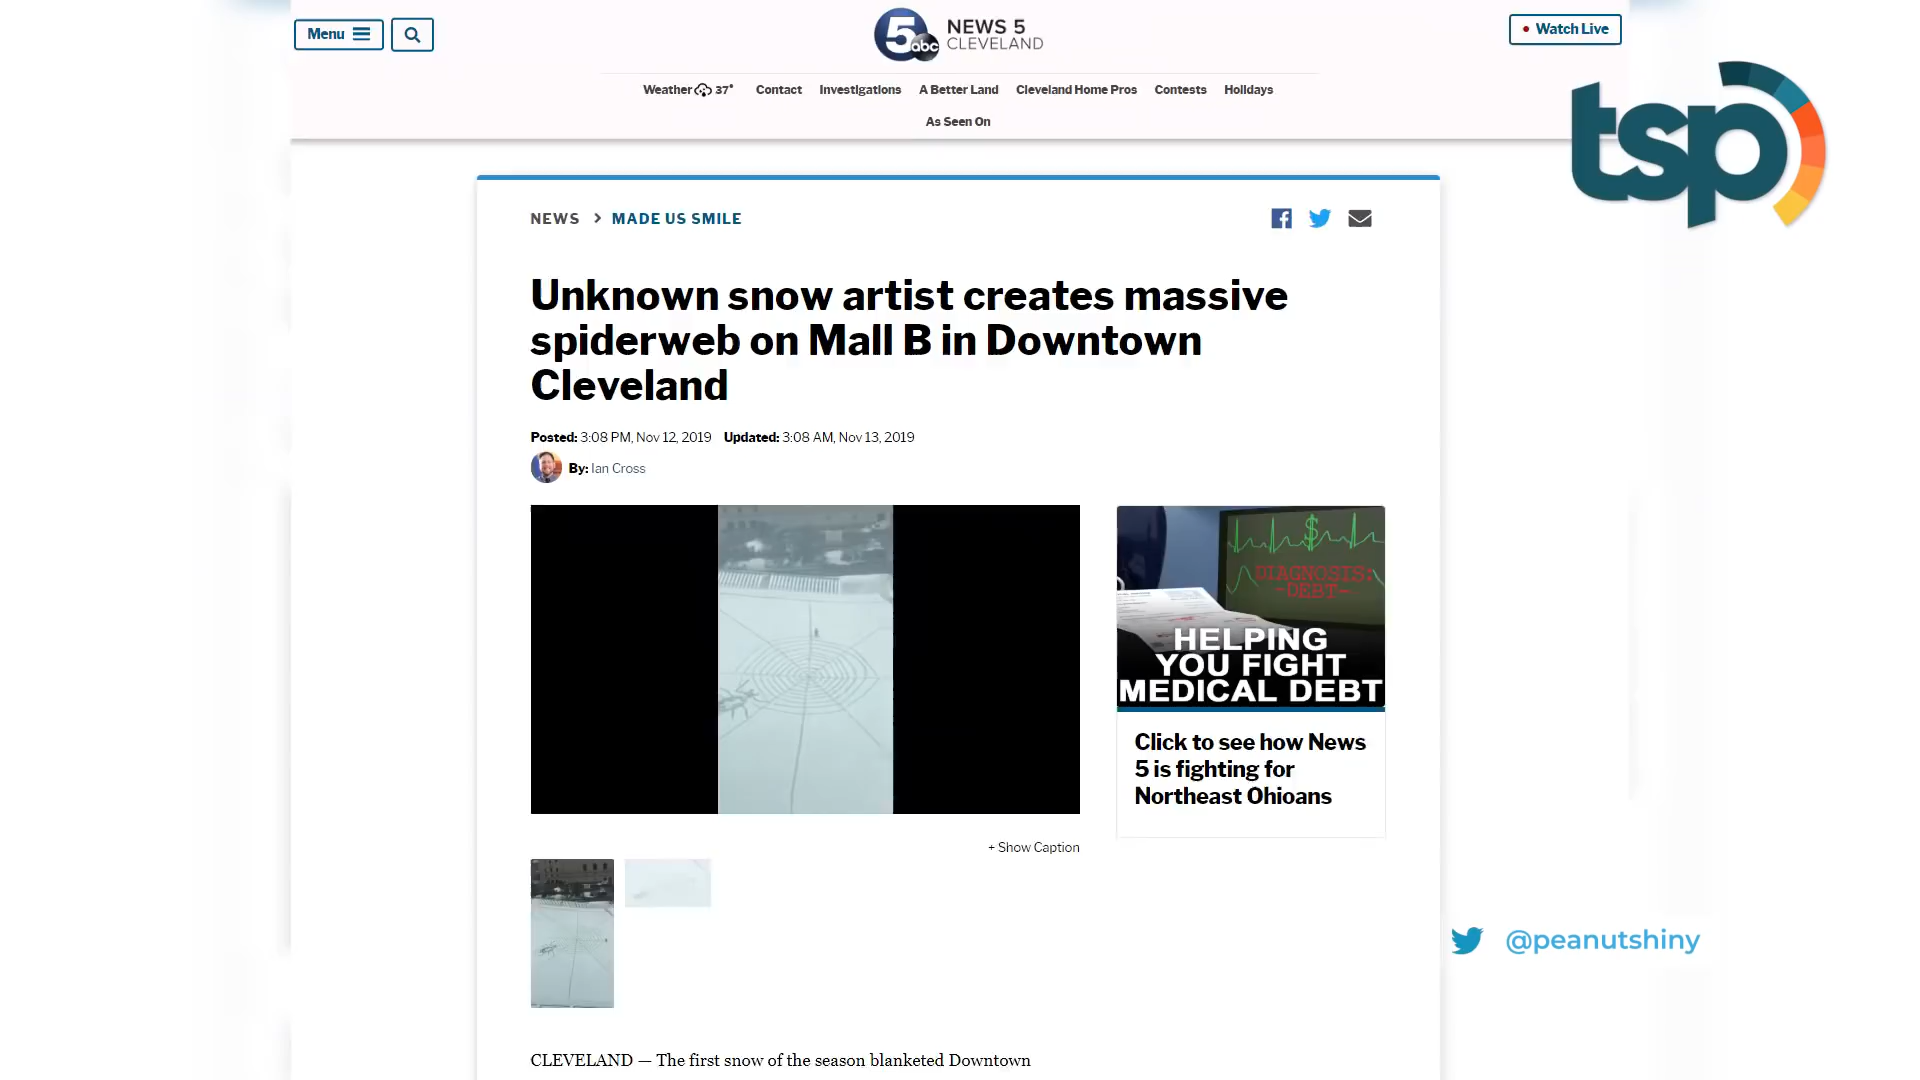 Menu
5abc
NEWS 5
CLEVELAND
Watch Live
Weather 37°
Contact
Investigations
A Better Land
Cleveland Home Pros
Contests
Holidays
As Seen On
tsp
NEWS > MADE US SMILE
Unknown snow artist creates massive
spiderweb on Mall B in Downtown
Cleveland
Posted: 3:08 PM, Nov 12, 2019 Updated: 3:08 AM, Nov 13, 2019
By: Ian Cross
$
DIAGNOSIS:
-DEBT-
HELPING
YOU FIGHT
MEDICAL DEBT
Click to see how News
5 is fighting for
Northeast Ohioans
+ Show Caption
@peanutshiny
CLEVELAND — The first snow of the season blanketed Downtown